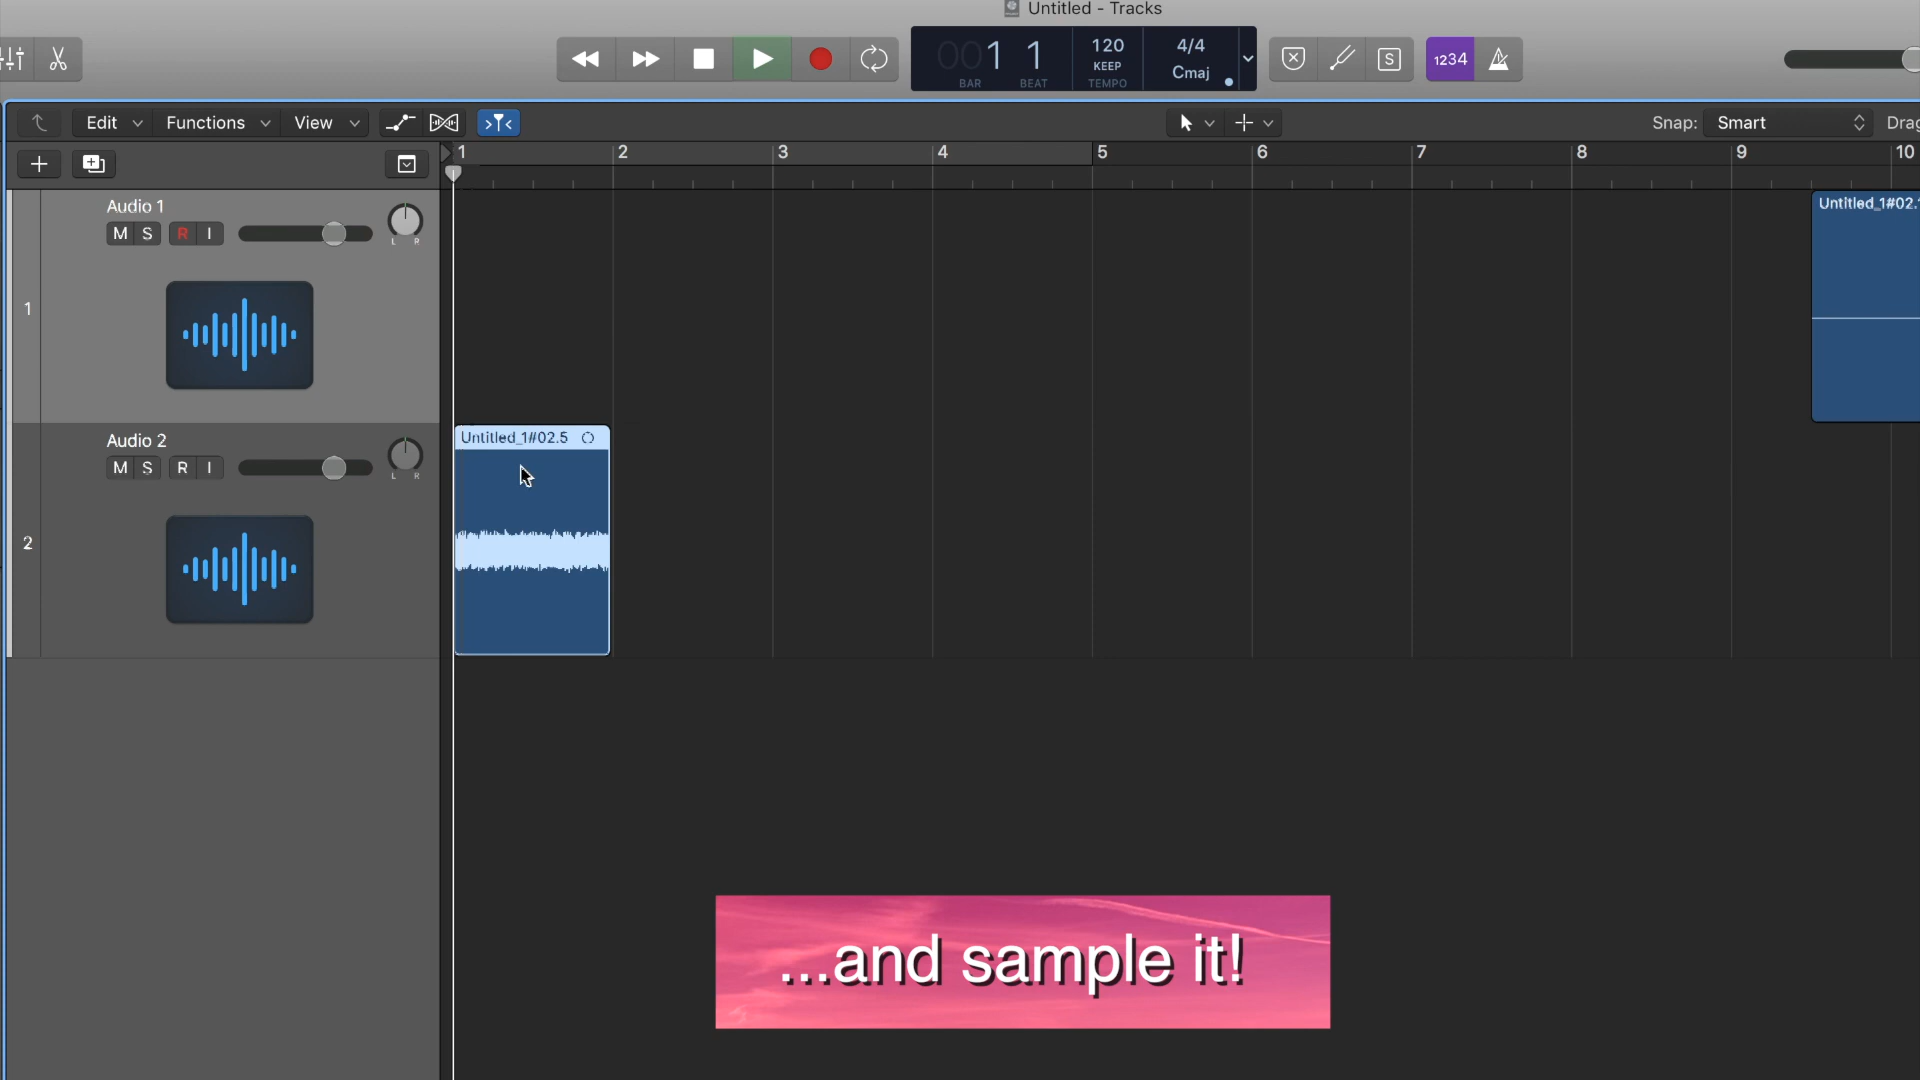 Untitled - Tracks
001 1
BAR BEAT
120
KEEP
TEMPO
4/4
Cmaj
S
1234
Edit Functions View
Snap: Smart
1 2 3 4 5 6 7 8 9 10
Audio 1
M S R I
L R
1
Untitled_1#02.
Audio 2
M S R I
L R
2
Untitled_1#02.5
...and sample it!